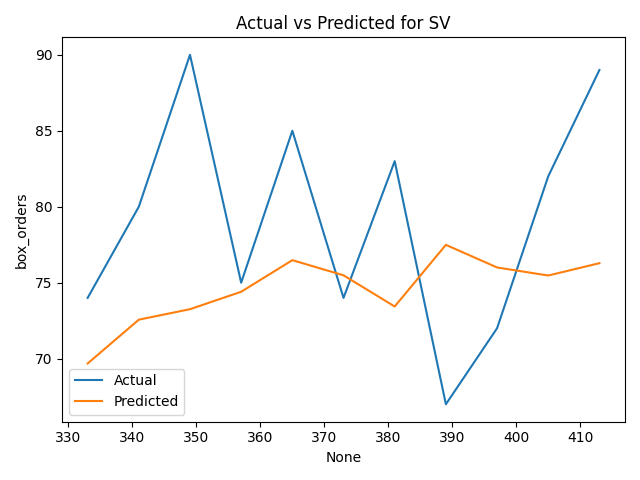 Actual vs Predicted for SV
box_orders
90
85
80
75
70
Actual
Predicted
330 340 350 360 370 380 390 400 410
None